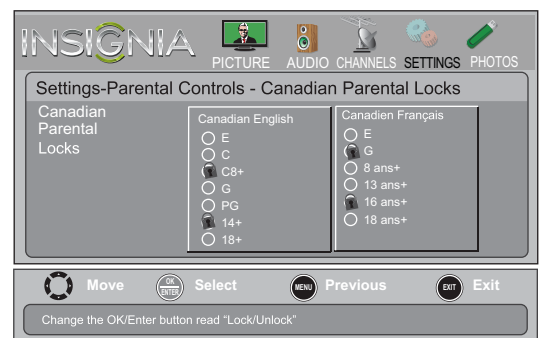 INSIGNIA
PICTURE AUDIO CHANNELS SETTINGS PHOTOS
Settings-Parental Controls - Canadian Parental Locks
Canadian
Parental
Locks
Canadian English
E
C
C8+
G
PG
14+
18+
Canadien Français
E
G
8 ans+
13 ans+
16 ans+
18 ans+
Move OK ENTER Select MENU Previous EXIT Exit
Change the OK/Enter button read “Lock/Unlock”